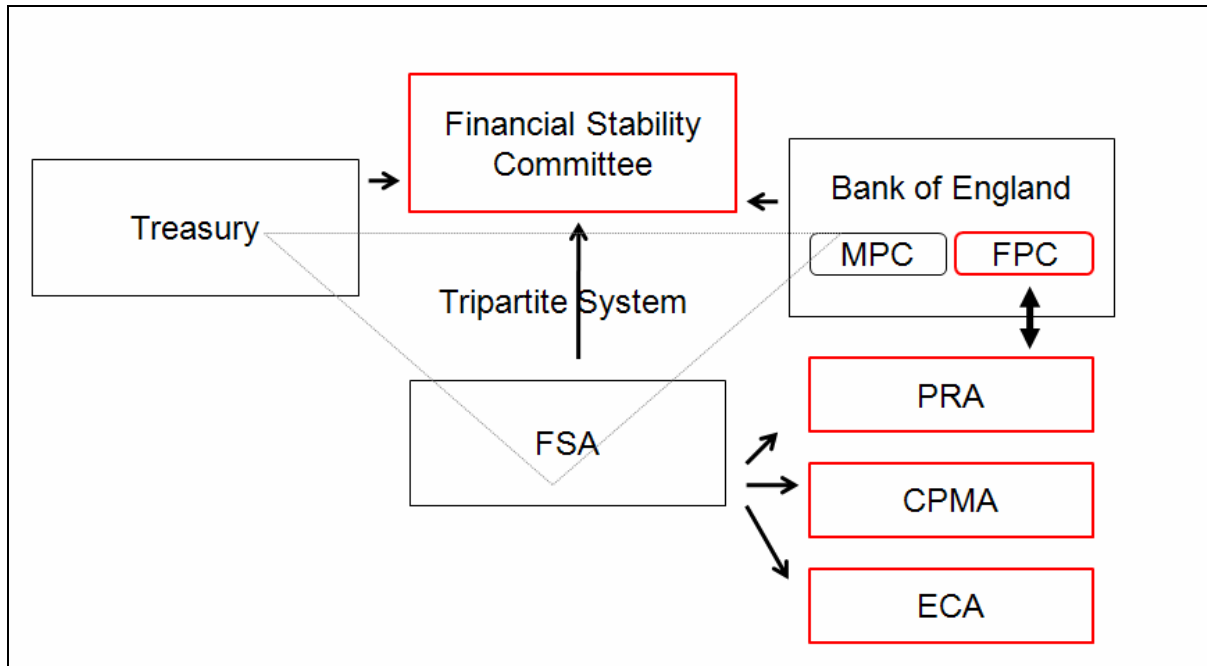 Financial Stability
Committee
Bank of England
Treasury
MPC
FPC
Tripartite System
PRA
FSA
CPMA
ECA